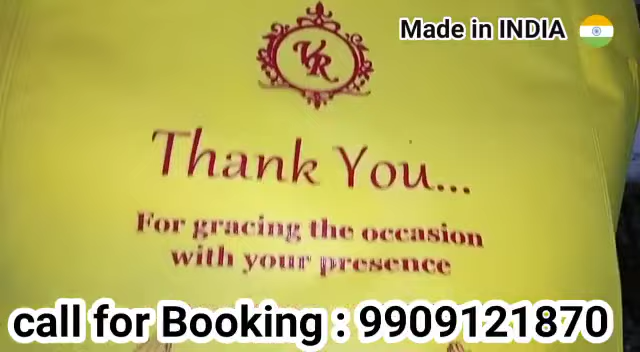 Made in INDIA
VR
Thank You...
For gracing the occasion
with your presence
call for Booking : 9909121870